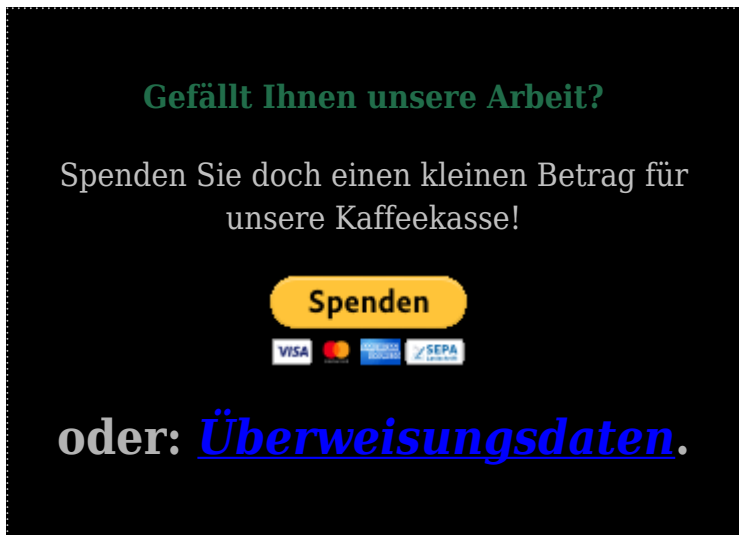 Gefällt Ihnen unsere Arbeit?
Spenden Sie doch einen kleinen Betrag für
unsere Kaffeekasse!
Spenden
VISA SEPA
oder: Überweisungsdaten.